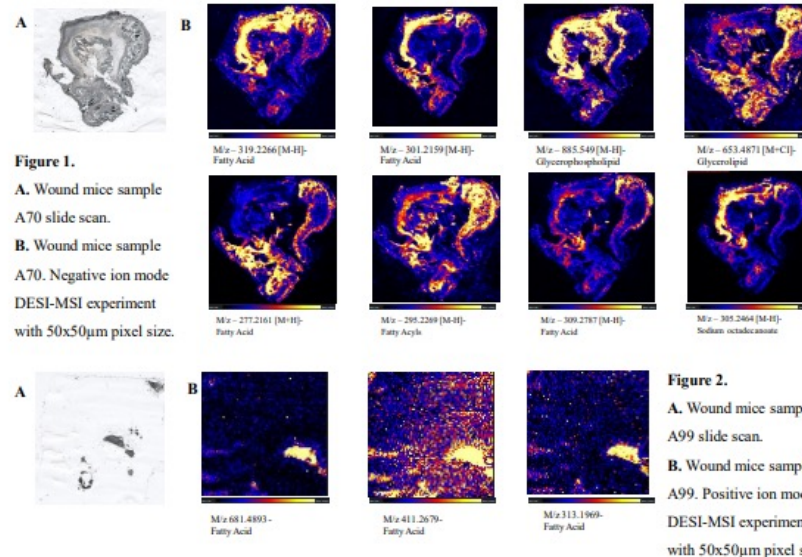 A
B
M/z – 319.2266 [M-H]-
Fatty Acid
M/z – 301.2159 [M-H]-
Fatty Acid
M/z – 885.549 [M-H]-
Glycerophospholipid
M/z – 653.4871 [M+Cl]-
Glycerolipid
Figure 1.
A. Wound mice sample
A70 slide scan.
B. Wound mice sample
A70. Negative ion mode
DESI-MSI experiment
with 50x50µm pixel size.
M/z – 277.2161 [M+H]-
Fatty Acid
M/z – 295.2269 [M-H]-
Fatty Acyls
M/z – 309.2787 [M-H]-
Fatty Acid
M/z – 305.2464 [M-H]-
Sodium octadecanoate
A
B
M/z 681.4893 -
Fatty Acid
M/z 411.2679-
Fatty Acid
M/z 313.1969-
Fatty Acid
Figure 2.
A. Wound mice samp
A99 slide scan.
B. Wound mice samp
A99. Positive ion mod
DESI-MSI experimen
with 50x50µm pixel s